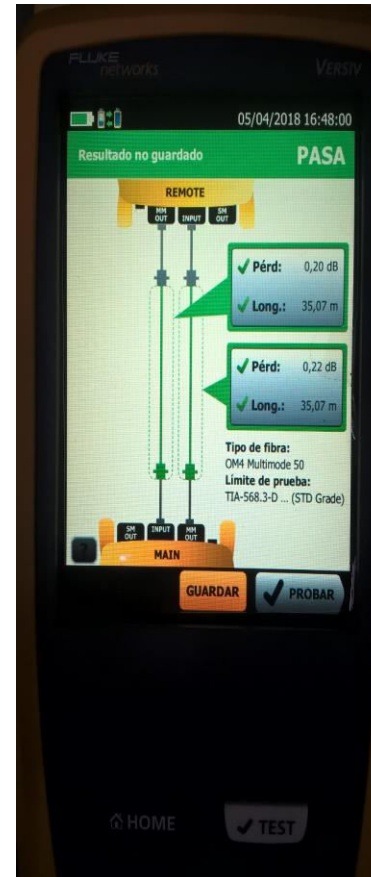 FLUKE
networks
VERSIV
05/04/2018 16:48:00
Resultado no guardado PASA
REMOTE
MM OUT INPUT SM OUT
✓ Pérd: 0,20 dB
✓ Long.: 35,07 m
✓ Pérd: 0,22 dB
✓ Long.: 35,07 m
Tipo de fibra:
OM4 Multimode 50
Límite de prueba:
TIA-568.3-D ... (STD Grade)
SM OUT INPUT MM OUT
? MAIN
GUARDAR ✓ PROBAR
HOME ✓ TEST